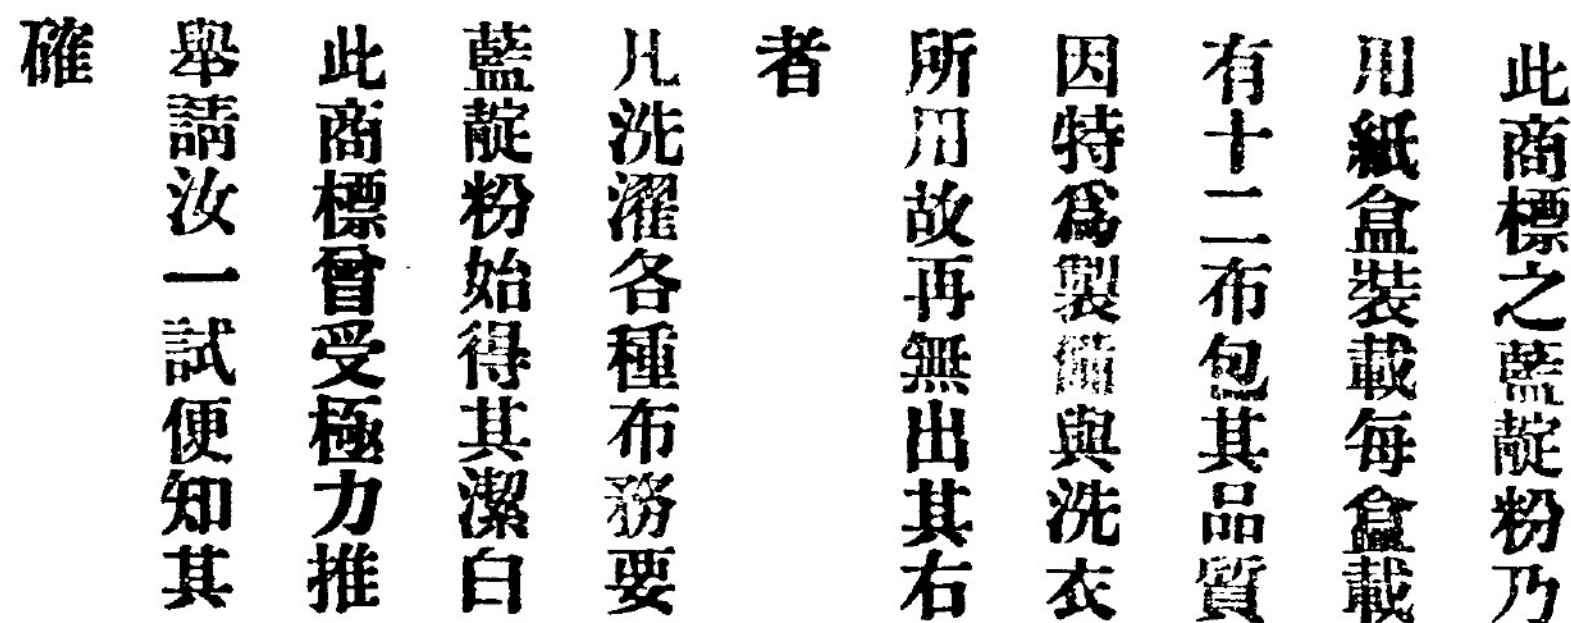 此商標之藍靛粉乃
用紙盒裝載每盒載
有十二布包其品質
因特爲製備與洗衣
所用故再無出其右
者
凡洗濯各種布務要
藍靛粉始得其潔白
此商標曾受極力推
舉請汝一試便知其
確